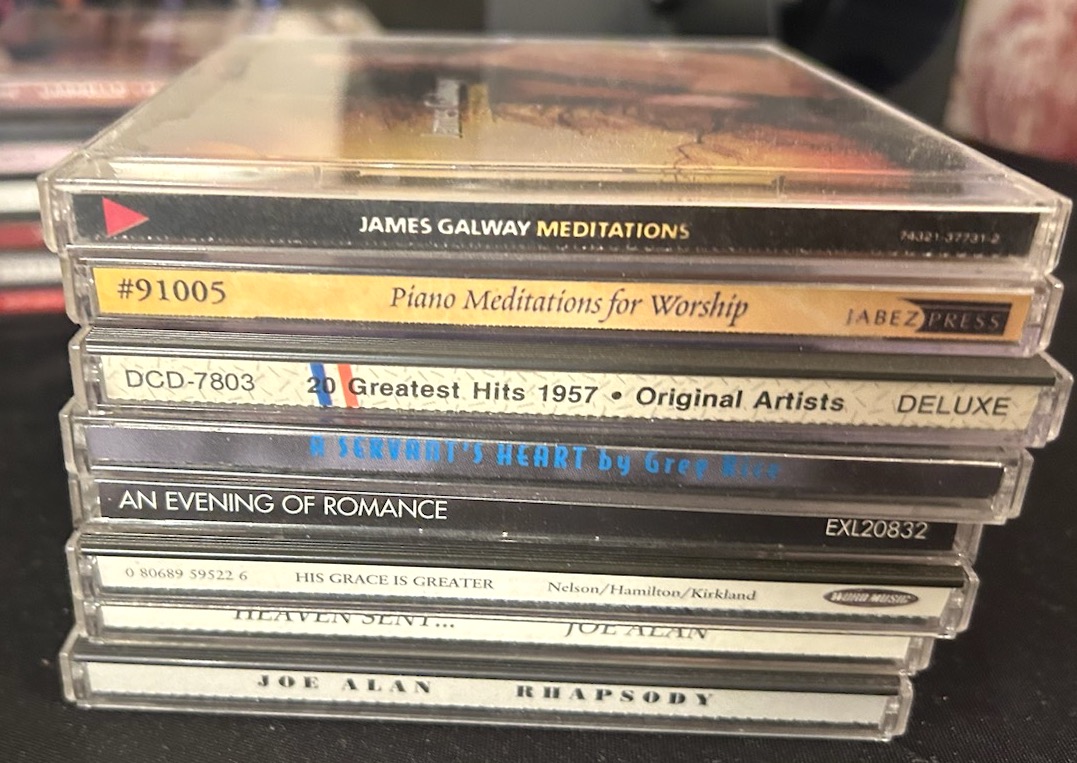 JAMES GALWAY MEDITATIONS 74321-37731-2
#91005 Piano Meditations for Worship JABEZ PRESS
DCD-7803 20 Greatest Hits 1957 • Original Artists DELUXE
A SERVANT'S HEART by Greg Rice
AN EVENING OF ROMANCE EXL20832
0 80689 59522 6 HIS GRACE IS GREATER Nelson/Hamilton/Kirkland WORD MUSIC
HEAVEN SENT... JOE ALAN
JOE ALAN RHAPSODY